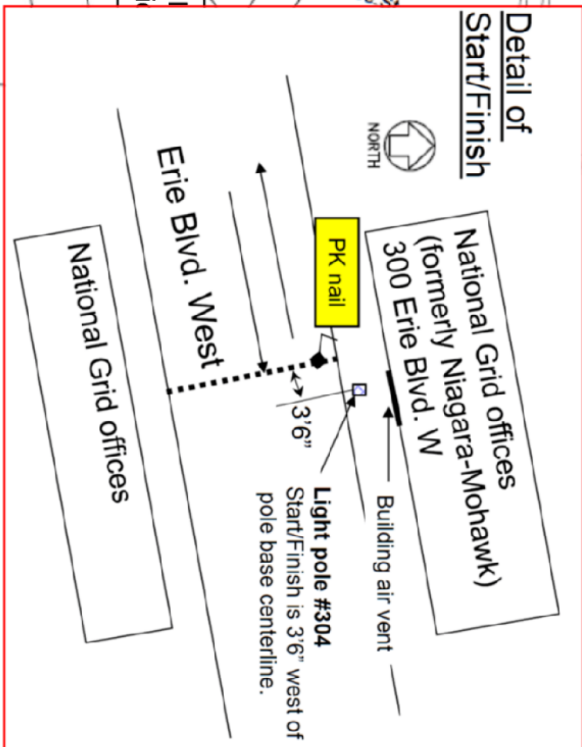 Detail of
Start/Finish
NORTH
National Grid offices
(formerly Niagara-Mohawk)
300 Erie Blvd. W
PK nail
Building air vent
Erie Blvd. West
3'6"
Light pole #304
Start/Finish is 3'6" west of
pole base centerline.
National Grid offices